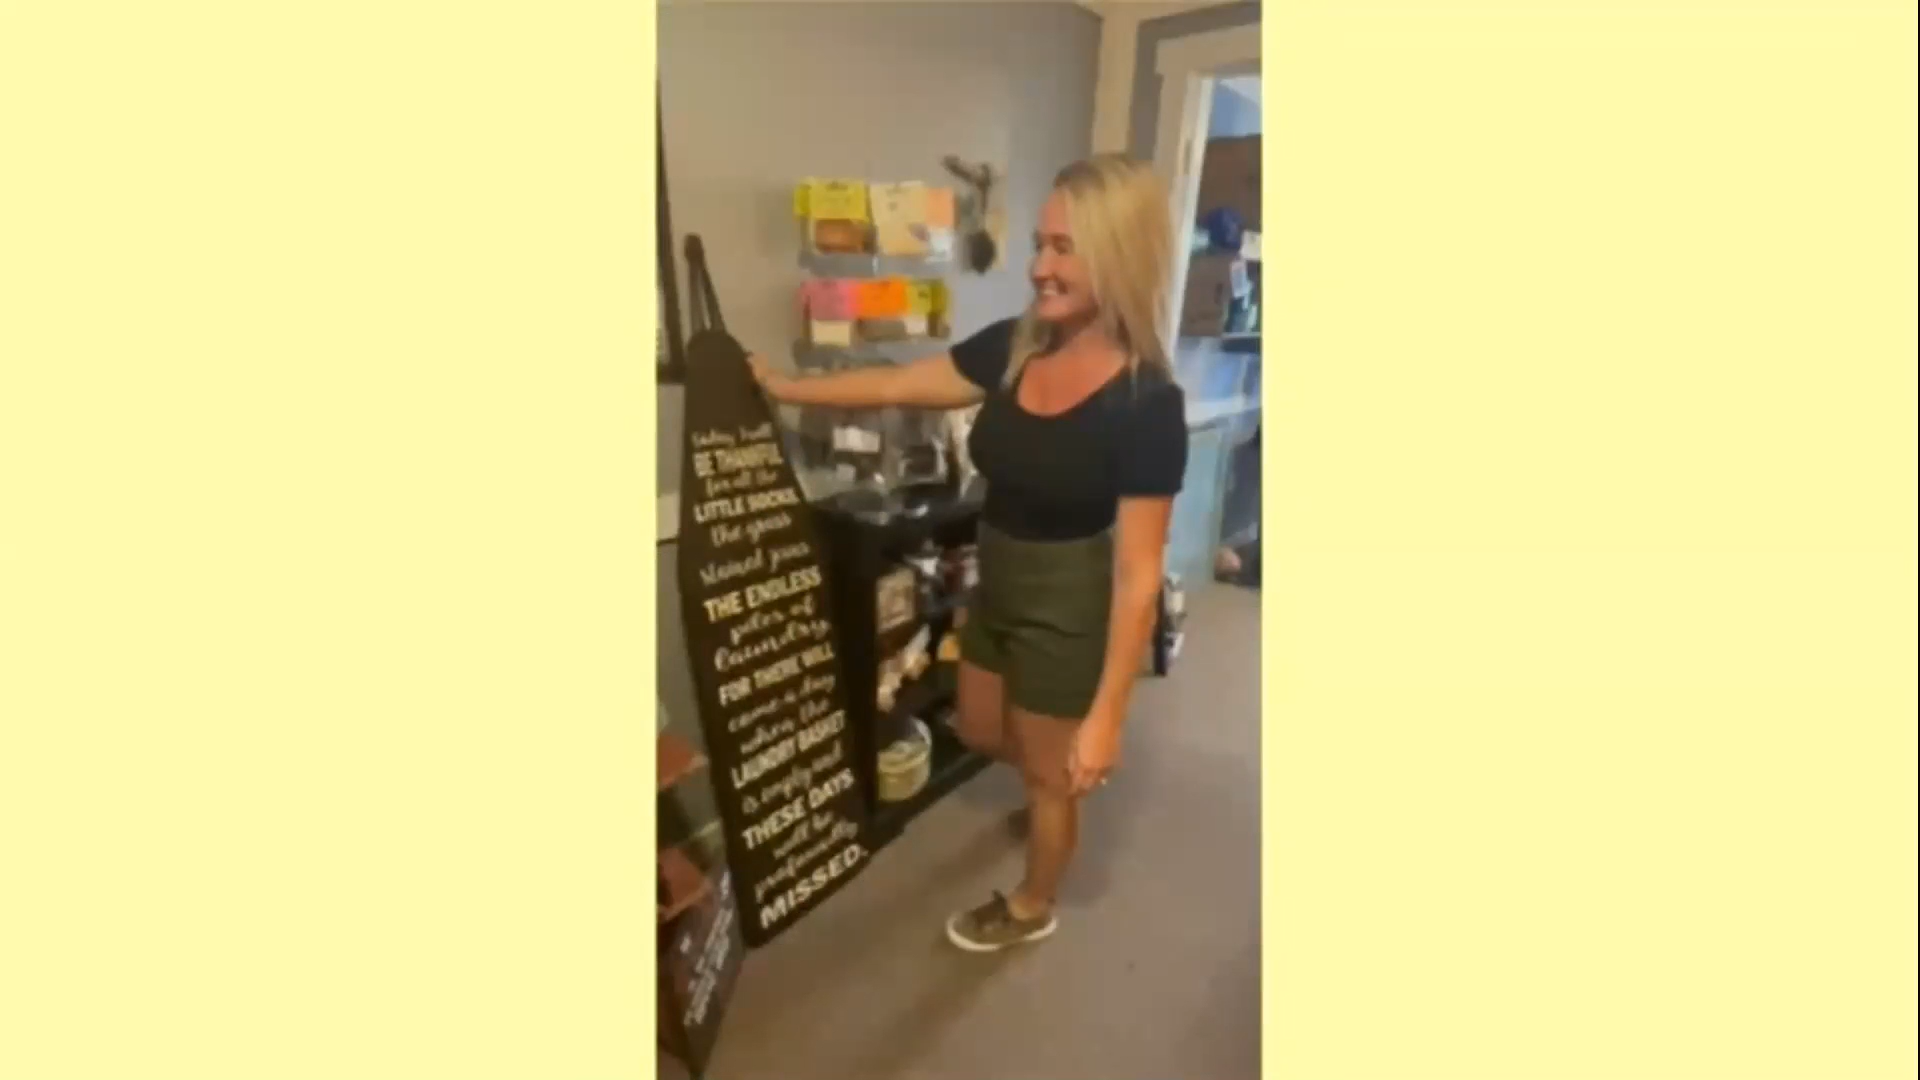 today I will
BE THANKFUL
for all the
LITTLE SOCKS,
the grass
stained jeans
THE ENDLESS
piles of
laundry
FOR THERE WILL
come a day
when the
LAUNDRY BASKET
is empty and
THESE DAYS
will be
profoundly
MISSED.